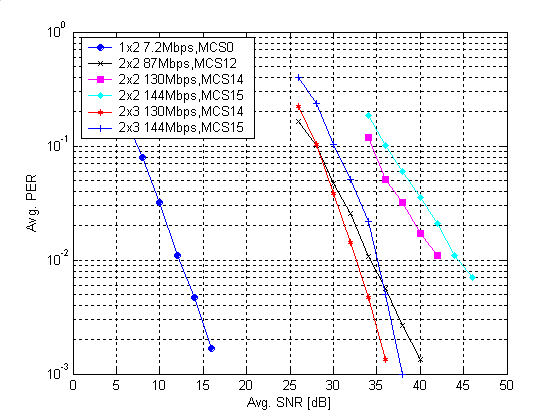 10^0
1x2 7.2Mbps,MCS0
2x2 87Mbps,MCS12
2x2 130Mbps,MCS14
2x2 144Mbps,MCS15
2x3 130Mbps,MCS14
2x3 144Mbps,MCS15
10^-1
Avg. PER
10^-2
10^-3
0 5 10 15 20 25 30 35 40 45 50
Avg. SNR [dB]